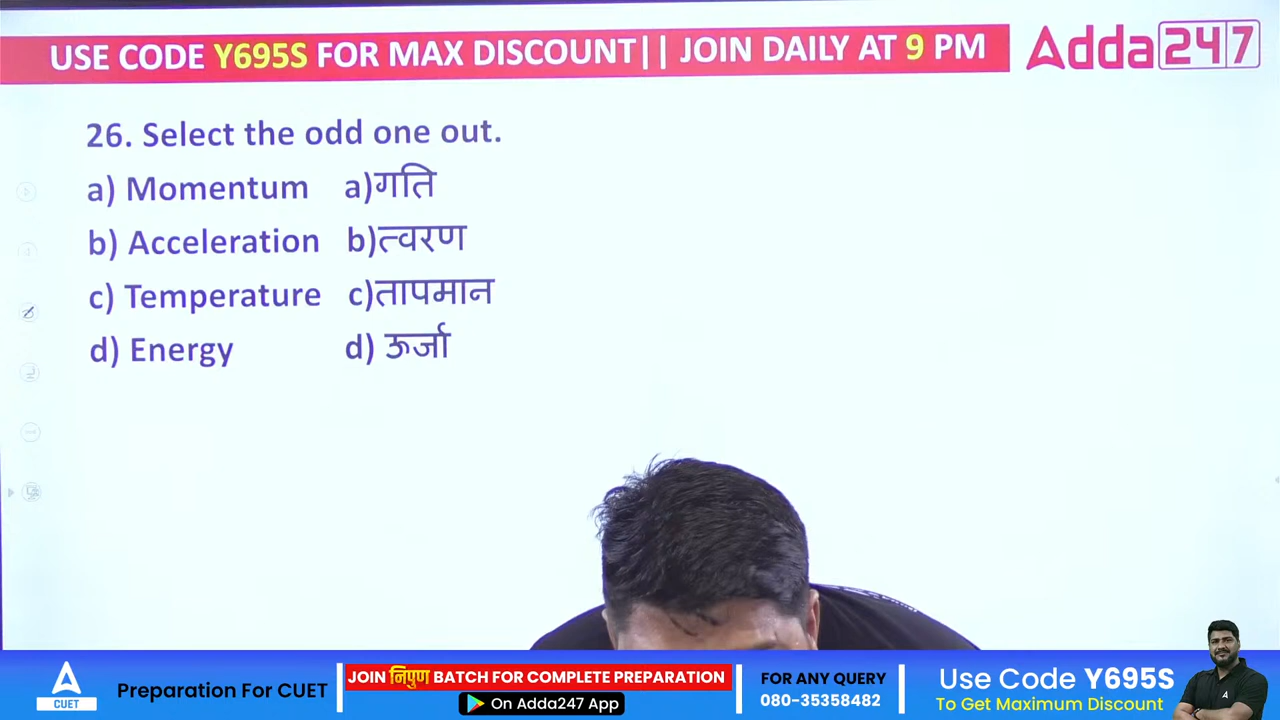 USE CODE Y695S FOR MAX DISCOUNT|| JOIN DAILY AT 9 PM
Adda247
26. Select the odd one out.
a) Momentum a)गति
b) Acceleration b)त्वरण
c) Temperature c)तापमान
d) Energy d) ऊर्जा
CUET
Preparation For CUET
JOIN निपुण BATCH FOR COMPLETE PREPARATION
On Adda247 App
FOR ANY QUERY
080-35358482
Use Code Y695S
To Get Maximum Discount